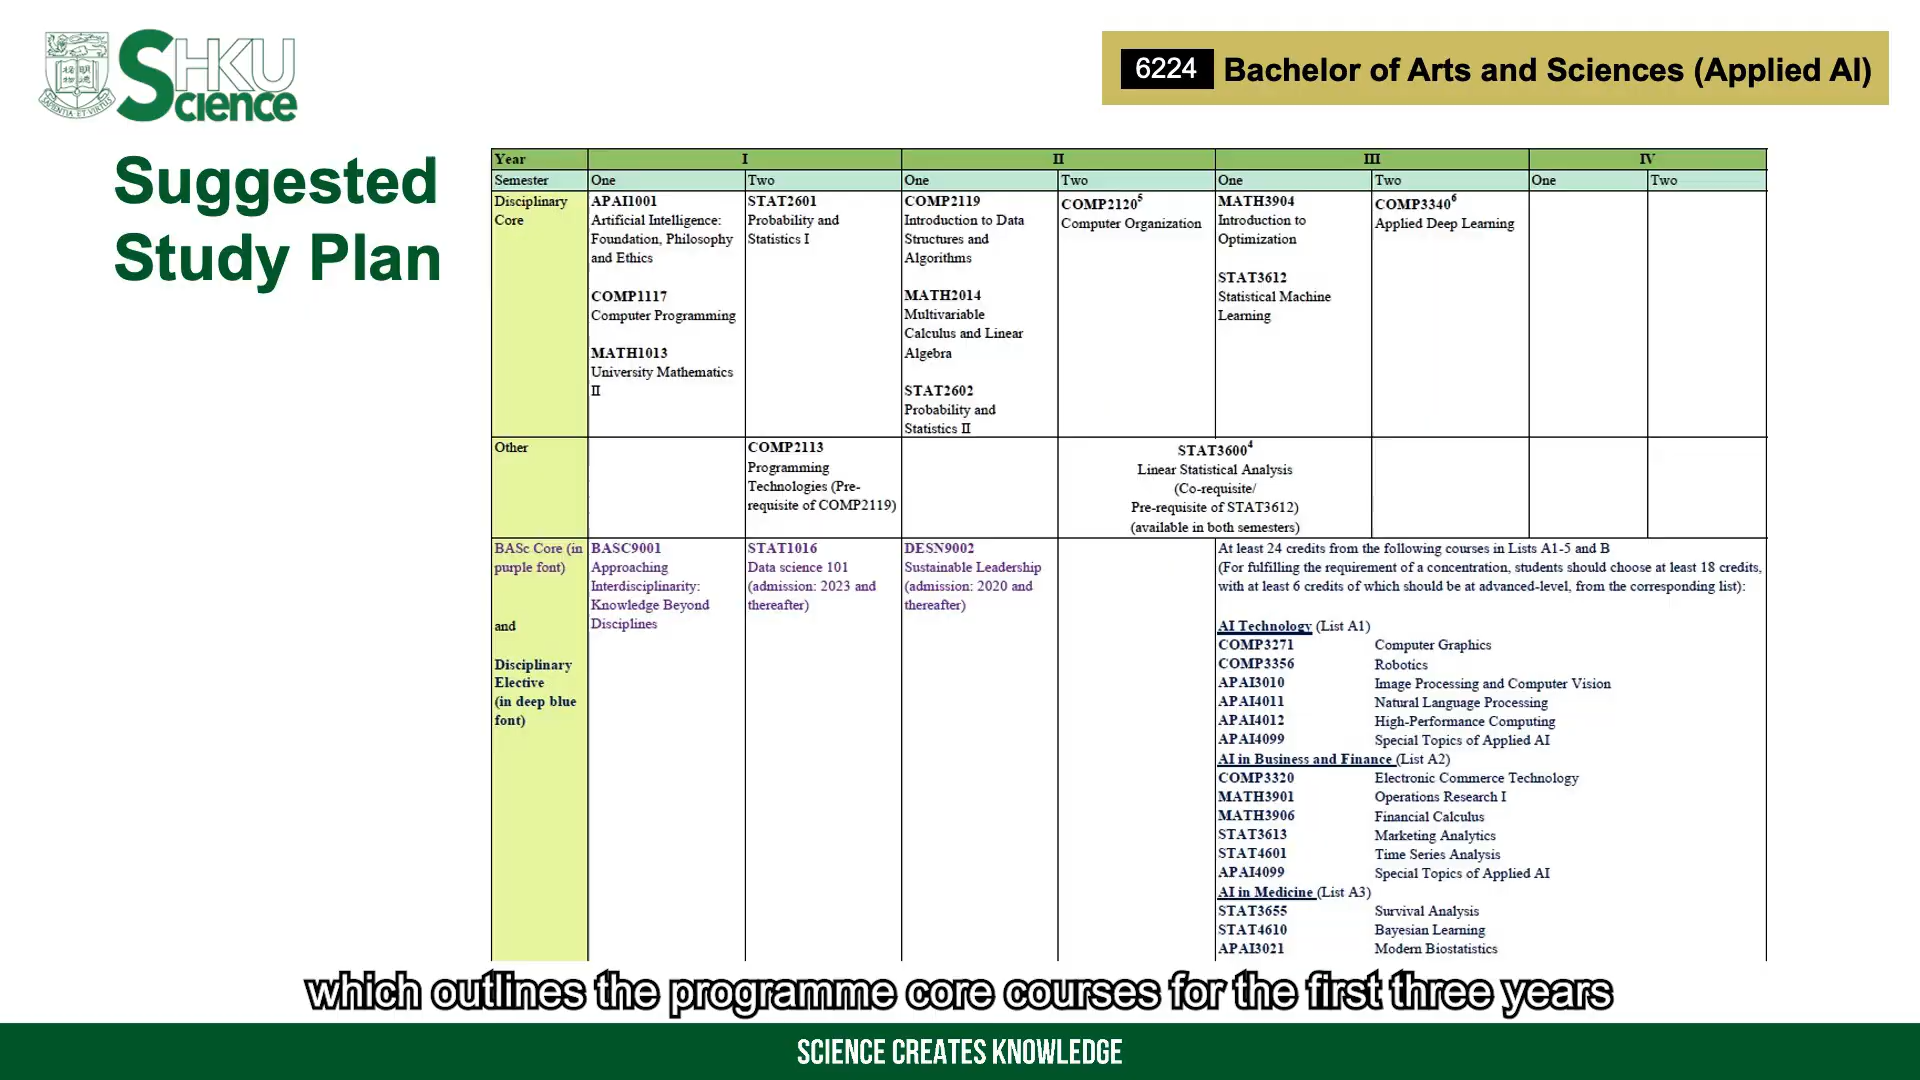 SHKU
Science
6224 Bachelor of Arts and Sciences (Applied AI)
Suggested
Study Plan
Year I II III IV
Semester One Two One Two One Two One Two
Disciplinary
Core
APAI1001
Artificial Intelligence:
Foundation, Philosophy
and Ethics
COMP1117
Computer Programming
MATH1013
University Mathematics
II
STAT2601
Probability and
Statistics I
COMP2119
Introduction to Data
Structures and
Algorithms
MATH2014
Multivariable
Calculus and Linear
Algebra
STAT2602
Probability and
Statistics II
COMP2120⁵
Computer Organization
MATH3904
Introduction to
Optimization
STAT3612
Statistical Machine
Learning
COMP3340⁶
Applied Deep Learning
Other
COMP2113
Programming
Technologies (Pre-
requisite of COMP2119)
STAT3600⁴
Linear Statistical Analysis
(Co-requisite/
Pre-requisite of STAT3612)
(available in both semesters)
BASc Core (in
purple font)
and
Disciplinary
Elective
(in deep blue
font)
BASC9001
Approaching
Interdisciplinarity:
Knowledge Beyond
Disciplines
STAT1016
Data science 101
(admission: 2023 and
thereafter)
DESN9002
Sustainable Leadership
(admission: 2020 and
thereafter)
At least 24 credits from the following courses in Lists A1-5 and B
(For fulfilling the requirement of a concentration, students should choose at least 18 credits,
with at least 6 credits of which should be at advanced-level, from the corresponding list):
AI Technology (List A1)
COMP3271 Computer Graphics
COMP3356 Robotics
APAI3010 Image Processing and Computer Vision
APAI4011 Natural Language Processing
APAI4012 High-Performance Computing
APAI4099 Special Topics of Applied AI
AI in Business and Finance (List A2)
COMP3320 Electronic Commerce Technology
MATH3901 Operations Research I
MATH3906 Financial Calculus
STAT3613 Marketing Analytics
STAT4601 Time Series Analysis
APAI4099 Special Topics of Applied AI
AI in Medicine (List A3)
STAT3655 Survival Analysis
STAT4610 Bayesian Learning
APAI3021 Modern Biostatistics
which outlines the programme core courses for the first three years
SCIENCE CREATES KNOWLEDGE